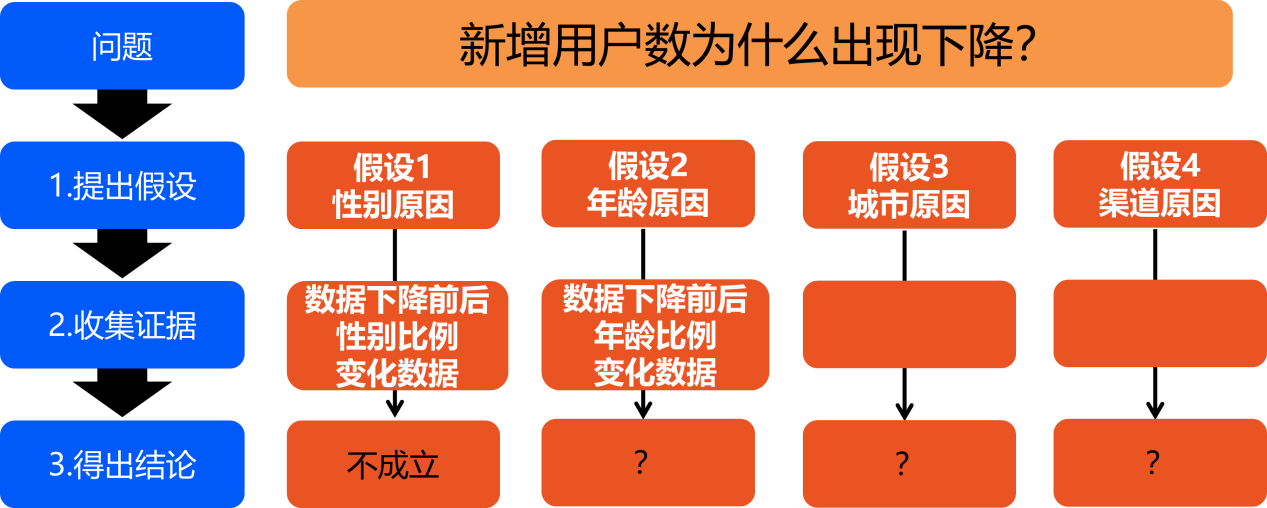 问题
新增用户数为什么出现下降?
1.提出假设
假设1
性别原因
假设2
年龄原因
假设3
城市原因
假设4
渠道原因
2.收集证据
数据下降前后
性别比例
变化数据
数据下降前后
年龄比例
变化数据
3.得出结论
不成立
?
?
?